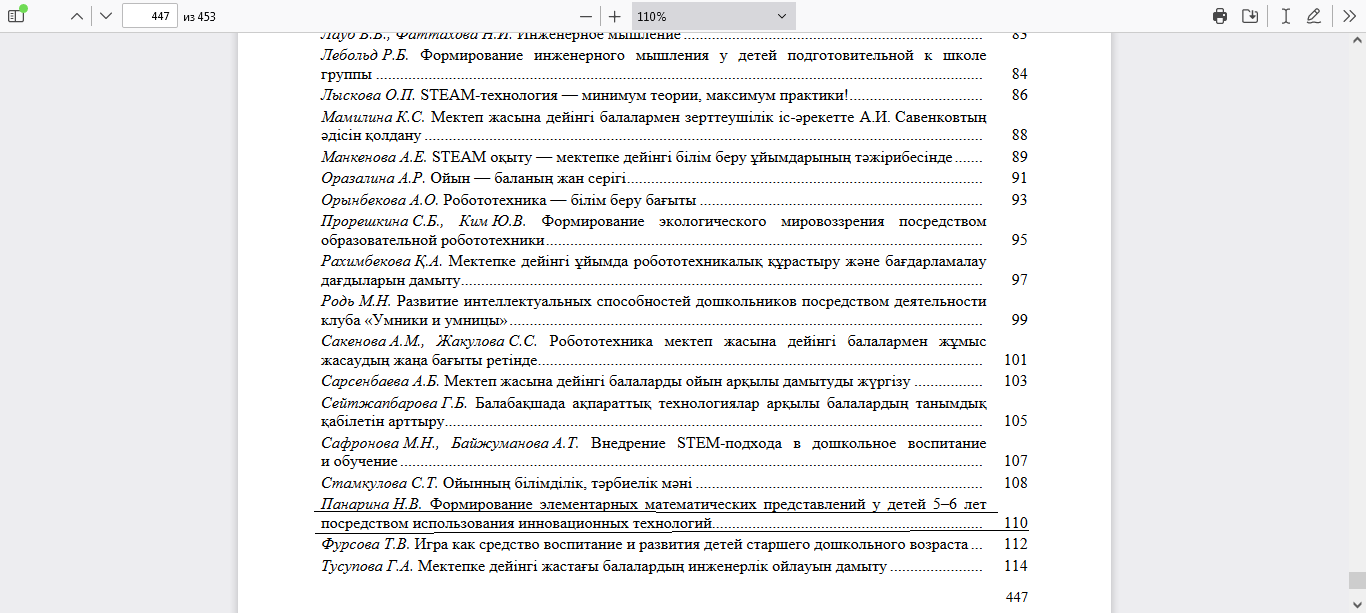 447 из 453
110%
Лауб В.В., Фаттахова Н.И. Инженерное мышление ... 83
Лебольд Р.Б. Формирование инженерного мышления у детей подготовительной к школе
группы ... 84
Лыскова О.П. STEAM-технология — минимум теории, максимум практики!... 86
Мамилина К.С. Мектеп жасына дейінгі балалармен зерттеушілік іс-әрекетте А.И. Савенковтың
әдісін қолдану ... 88
Манкенова А.Е. STEAM оқыту — мектепке дейінгі білім беру ұйымдарының тәжірибесінде ... 89
Оразалина А.Р. Ойын — баланың жан серігі... 91
Орынбекова А.О. Робототехника — білім беру бағыты ... 93
Прорешкина С.Б., Ким Ю.В. Формирование экологического мировоззрения посредством
образовательной робототехники... 95
Рахимбекова Қ.А. Мектепке дейінгі ұйымда робототехникалық құрастыру және бағдарламалау
дағдыларын дамыту... 97
Родь М.Н. Развитие интеллектуальных способностей дошкольников посредством деятельности
клуба «Умники и умницы»... 99
Сакенова А.М., Жакулова С.С. Робототехника мектеп жасына дейінгі балалармен жұмыс
жасаудың жаңа бағыты ретінде... 101
Сарсенбаева А.Б. Мектеп жасына дейінгі балаларды ойын арқылы дамытуды жүргізу ... 103
Сейтжапбарова Г.Б. Балабақшада ақпараттық технологиялар арқылы балалардың танымдық
қабілетін арттыру... 105
Сафронова М.Н., Байжуманова А.Т. Внедрение STEM-подхода в дошкольное воспитание
и обучение ... 107
Стамкулова С.Т. Ойынның білімділік, тәрбиелік мәні ... 108
Панарина Н.В. Формирование элементарных математических представлений у детей 5–6 лет
посредством использования инновационных технологий... 110
Фурсова Т.В. Игра как средство воспитание и развития детей старшего дошкольного возраста ... 112
Тусупова Г.А. Мектепке дейінгі жастағы балалардың инженерлік ойлауын дамыту ... 114
447